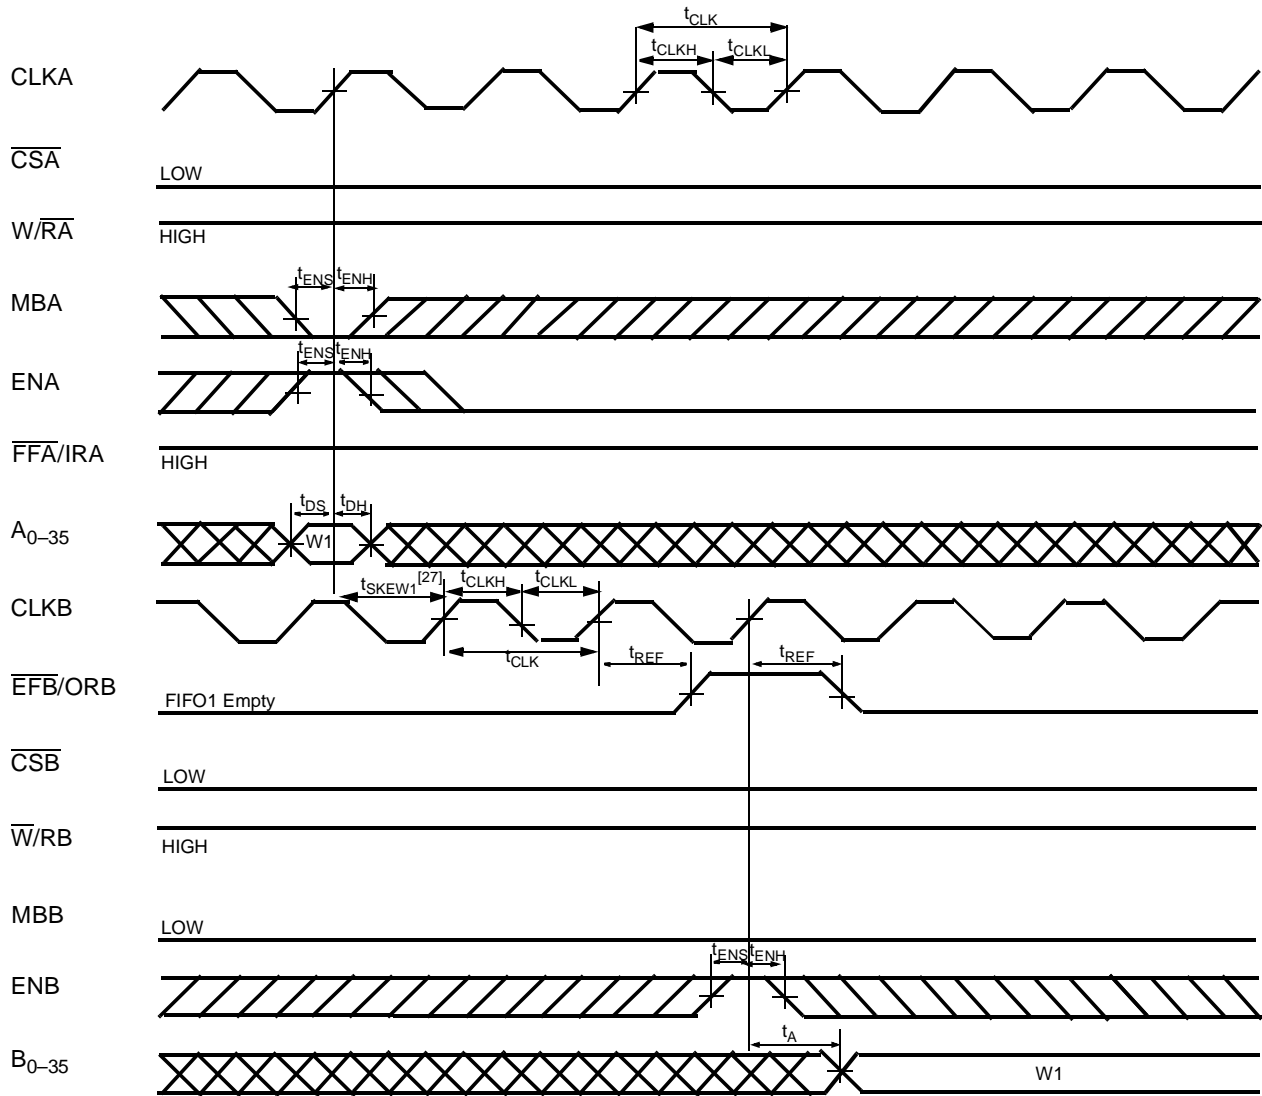 tCLK
tCLKH tCLKL
CLKA
CSA
LOW
W/RA
HIGH
tENS tENH
MBA
tENS tENH
ENA
FFA/IRA
HIGH
tDS tDH
A0–35
W1
tSKEW1[27] tCLKH tCLKL
CLKB
tCLK tREF tREF
EFB/ORB
FIFO1 Empty
CSB
LOW
W/RB
HIGH
MBB
LOW
tENS tENH
ENB
tA
B0–35
W1